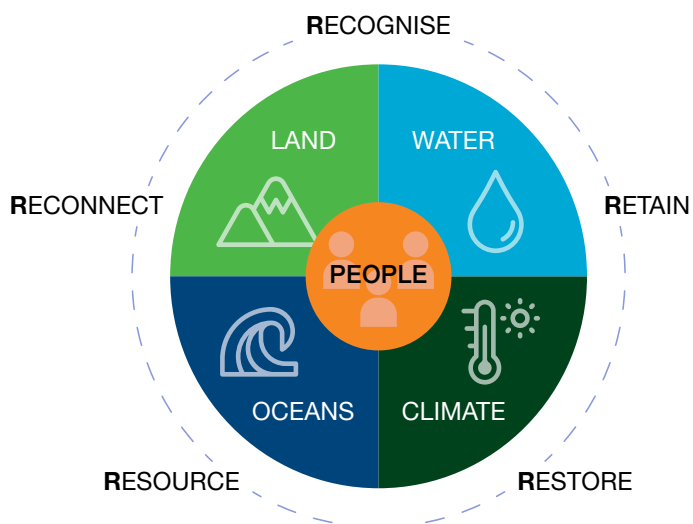 RECOGNISE
LAND
WATER
RECONNECT
RETAIN
PEOPLE
OCEANS
CLIMATE
RESOURCE
RESTORE